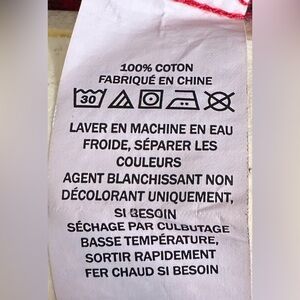 100% COTON
FABRIQUÉ EN CHINE
30
LAVER EN MACHINE EN EAU
FROIDE, SÉPARER LES
COULEURS
AGENT BLANCHISSANT NON
DÉCOLORANT UNIQUEMENT,
SI BESOIN
SÉCHAGE PAR CULBUTAGE
BASSE TEMPÉRATURE,
SORTIR RAPIDEMENT
FER CHAUD SI BESOIN